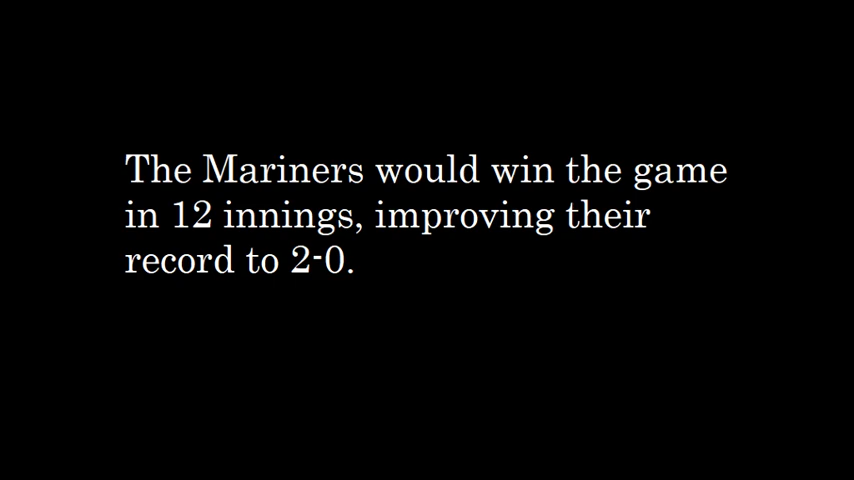 The Mariners would win the game
in 12 innings, improving their
record to 2-0.